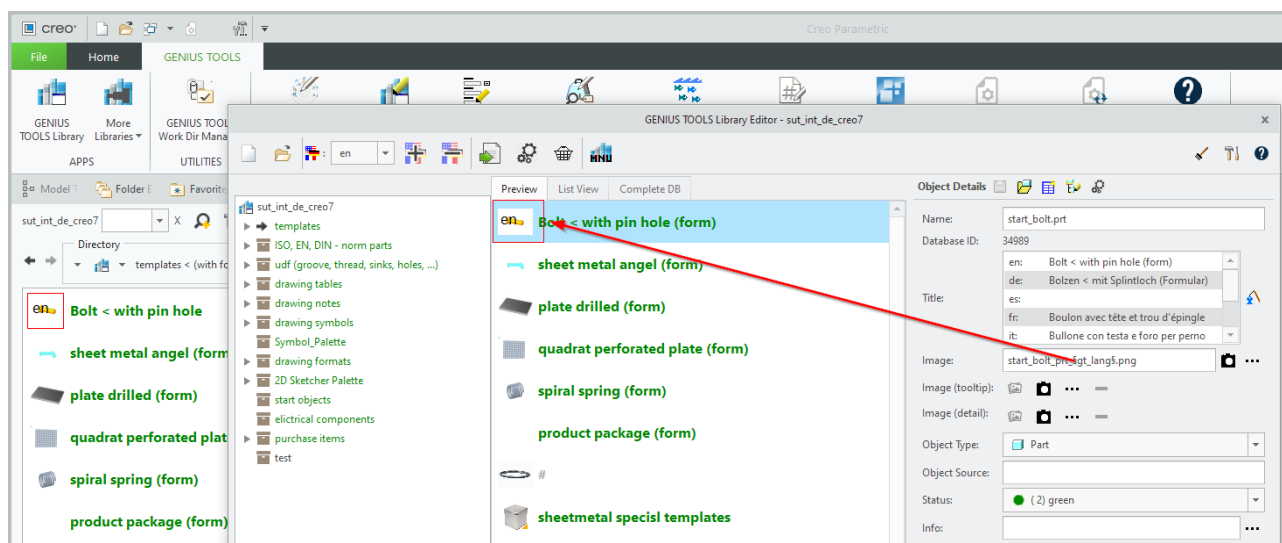 creo·
Creo Parametric
File
Home
GENIUS TOOLS
GENIUS
TOOLS Library
More
Libraries
GENIUS TOOL
Work Dir Mana
APPS
UTILITIES
GENIUS TOOLS Library Editor - sut_int_de_creo7
x
: en
MNU
Model T
Folder
Favorite
sut_int_de_creo7
X
Directory
templates < (with fo
en
Bolt < with pin hole
sheet metal angel (form
plate drilled (form)
quadrat perforated plat
spiral spring (form)
product package (form)
sut_int_de_creo7
templates
ISO, EN, DIN - norm parts
udf (groove, thread, sinks, holes, ...)
drawing tables
drawing notes
drawing symbols
Symbol_Palette
drawing formats
2D Sketcher Palette
start objects
elictrical components
purchase items
test
Preview
List View
Complete DB
en
Bolt < with pin hole (form)
sheet metal angel (form)
plate drilled (form)
quadrat perforated plate (form)
spiral spring (form)
product package (form)
#
sheetmetal specisl templates
Object Details
Name: start_bolt.prt
Database ID: 34989
Title:
en: Bolt < with pin hole (form)
de: Bolzen < mit Splintloch (Formular)
es:
fr: Boulon avec tête et trou d'épingle
it: Bullone con testa e foro per perno
Image: start_bolt_prt_§gt_lang§.png
Image (tooltip):
Image (detail):
Object Type: Part
Object Source:
Status: ( 2) green
Info: